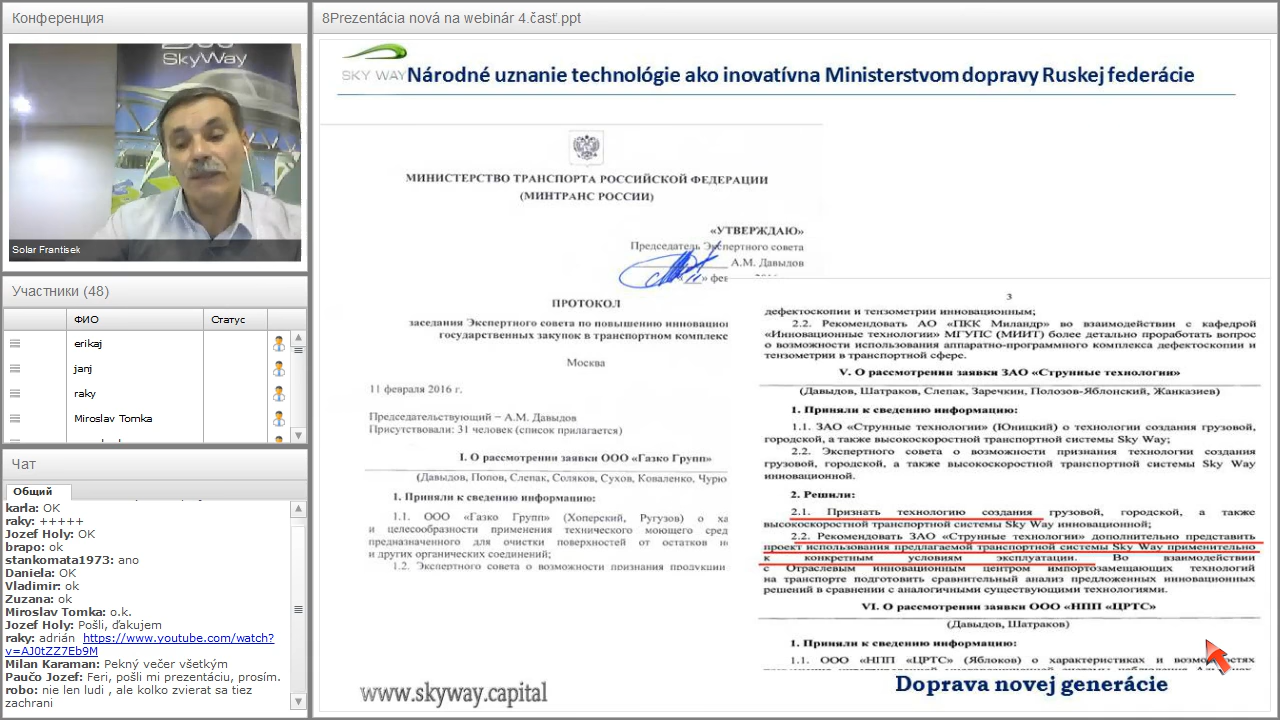 Конференция
SkyWay
Solar Frantisek
Участники (48)
ФИО
Статус
erikaj
janj
raky
Miroslav Tomka
Чат
Общий
karla: OK
raky: +++++
Jozef Holy: OK
brapo: ok
stankomata1973: ano
Daniela: OK
Vladimir: ok
Zuzana: ok
Miroslav Tomka: o.k.
Jozef Holy: Pošli, ďakujem
raky: adrián https://www.youtube.com/watch?
v=AJ0tZZ7Eb9M
Milan Karaman: Pekný večer všetkým
Paučo Jozef: Feri, pošli mi prezentáciu , prosím.
robo: nie len ludi , ale kolko zvierat sa tiez
zachrani
8Prezentácia nová na webinár 4.časť.ppt
SKY WAY
Národné uznanie technológie ako inovatívna Ministerstvom dopravy Ruskej federácie
МИНИСТЕРСТВО ТРАНСПОРТА РОССИЙСКОЙ ФЕДЕРАЦИИ
(МИНТРАНС РОССИИ)
«УТВЕРЖДАЮ»
Председатель Экспертного совета
А.М. Давыдов
» фев
ПРОТОКОЛ
заседания Экспертного совета по повышению инновацион
государственных закупок в транспортном комплексе
Москва
11 февраля 2016 г.
Председательствующий – А.М. Давыдов
Присутствовали: 31 человек (список прилагается)
I. О рассмотрении заявки ООО «Газко Групп»
(Давыдов, Попов, Слепак, Соляков, Сухов, Коваленко, Чурю
1. Приняли к сведению информацию:
1.1. ООО «Газко Групп» (Хоперский, Ругузов) о ха
и целесообразности применения технического моющего сред
предназначенного для очистки поверхностей от остатков н
и других органических соединений;
1.2. Экспертного совета о возможности признания продукции
3
дефектоскопии и тензометрии инновационным;
2.2. Рекомендовать АО «ПКК Миландр» во взаимодействии с кафедрой
«Инновационные технологии» МГУПС (МИИТ) более детально проработать вопрос
о возможности использования аппаратно-программного комплекса дефектоскопии и
тензометрии в транспортной сфере.
V. О рассмотрении заявки ЗАО «Струнные технологии»
(Давыдов, Шатраков, Слепак, Заречкин, Полозов-Яблонский, Жанказиев)
1. Приняли к сведению информацию:
1.1. ЗАО «Струнные технологии» (Юницкий) о технологии создания грузовой,
городской, а также высокоскоростной транспортной системы Sky Way;
2.2. Экспертного совета о возможности признания технологии создания
грузовой, городской, а также высокоскоростной транспортной системы Sky Way
инновационной.
2. Решили:
2.1. Признать технологию создания грузовой, городской, а также
высокоскоростной транспортной системы Sky Way инновационной;
2.2. Рекомендовать ЗАО «Струнные технологии» дополнительно представить
проект использования предлагаемой транспортной системы Sky Way применительно
к конкретным условиям эксплуатации. Во взаимодействии
с Отраслевым инновационным центром импортозамещающих технологий
на транспорте подготовить сравнительный анализ предложенных инновационных
решений в сравнении с аналогичными существующими технологиями.
VI. О рассмотрении заявки ООО «НПП «ЦРТС»
(Давыдов, Шатраков)
1. Приняли к сведению информацию:
1.1. ООО «НПП «ЦРТС» (Яблоков) о характеристиках и возможностях
www.skyway.capital
Doprava novej generácie